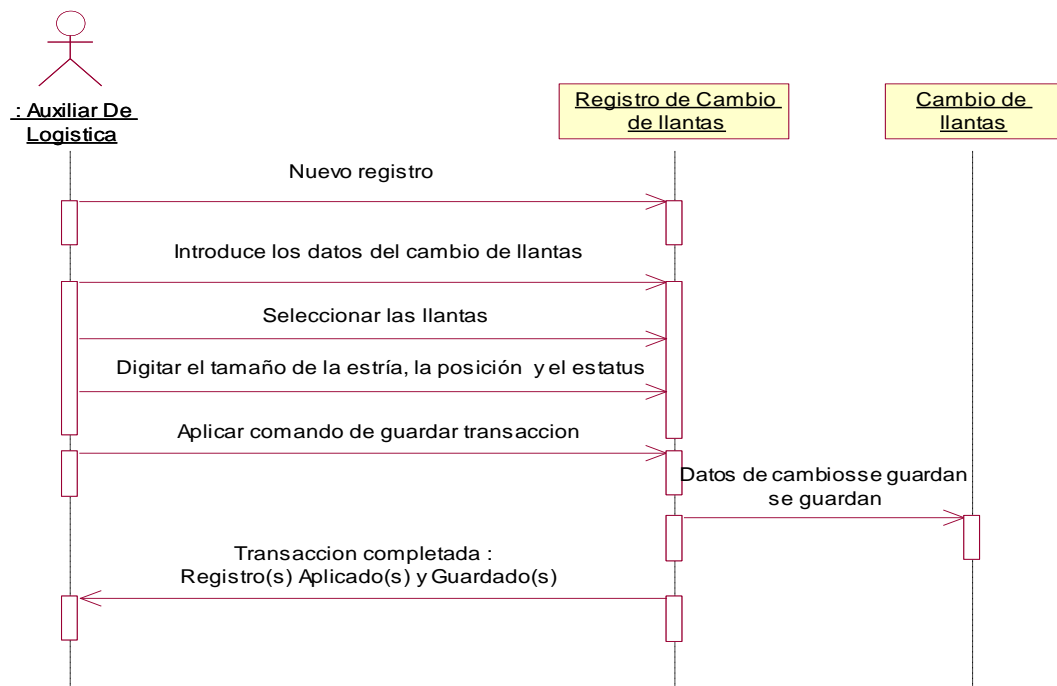 : Auxiliar De
Logistica
Registro de Cambio
de llantas
Cambio de
llantas
Nuevo registro
Introduce los datos del cambio de llantas
Seleccionar las llantas
Digitar el tamaño de la estría, la posición y el estatus
Aplicar comando de guardar transaccion
Datos de cambiosse guardan
se guardan
Transaccion completada :
Registro(s) Aplicado(s) y Guardado(s)